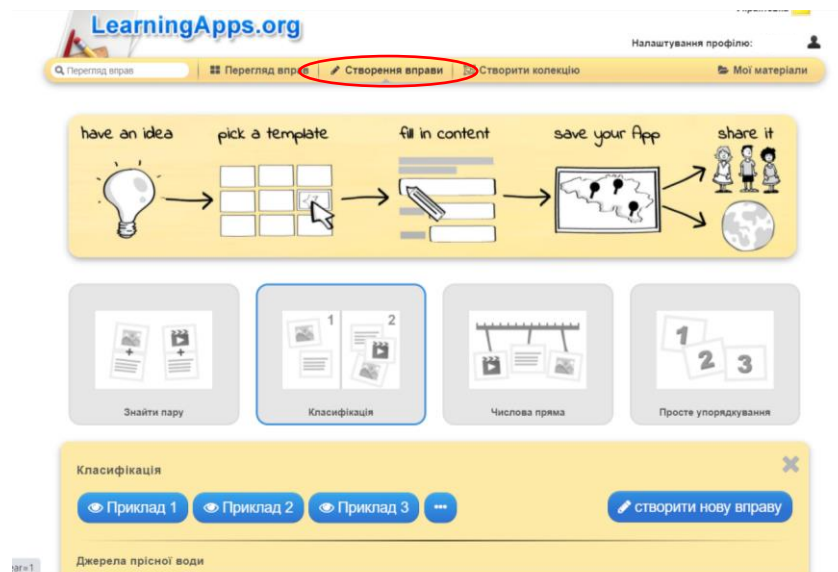 LearningApps.org
Налаштування профілю:
Перегляд вправ
Перегляд вправ
Створення вправи
Створити колекцію
Мої матеріали
have an idea
pick a template
fill in content
save your App
share it
1
2
1
2
3
Знайти пару
Класифікація
Числова пряма
Просте упорядкування
Класифікація
Приклад 1
Приклад 2
Приклад 3
...
створити нову вправу
Джерела прісної води